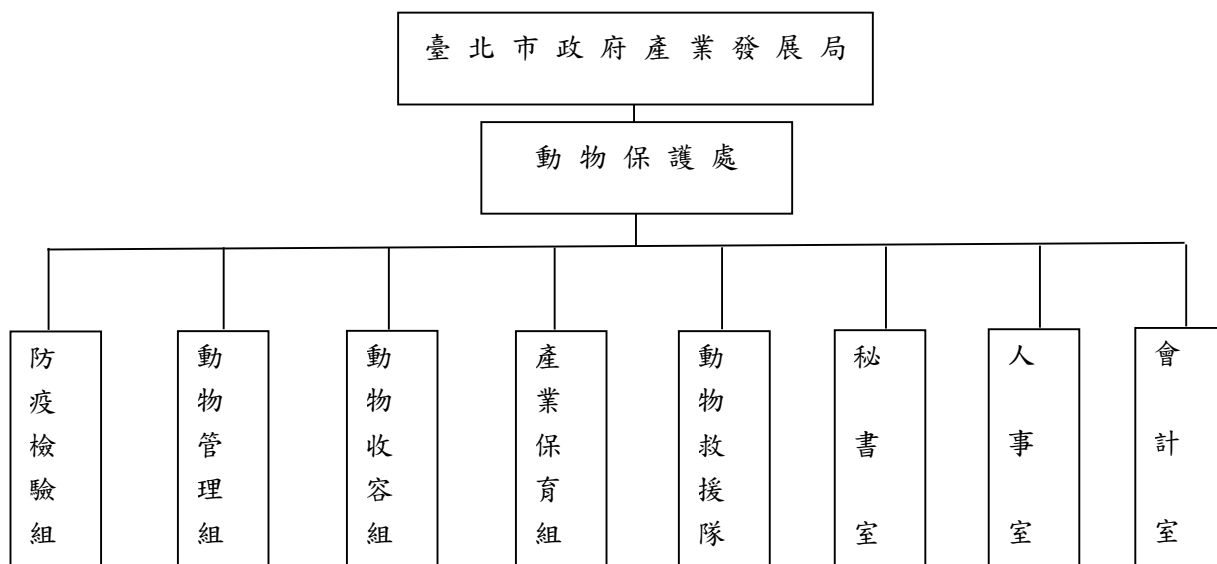 臺北市政府產業發展局
動物保護處
防疫檢驗組
動物管理組
動物收容組
產業保育組
動物救援隊
秘書室
人事室
會計室